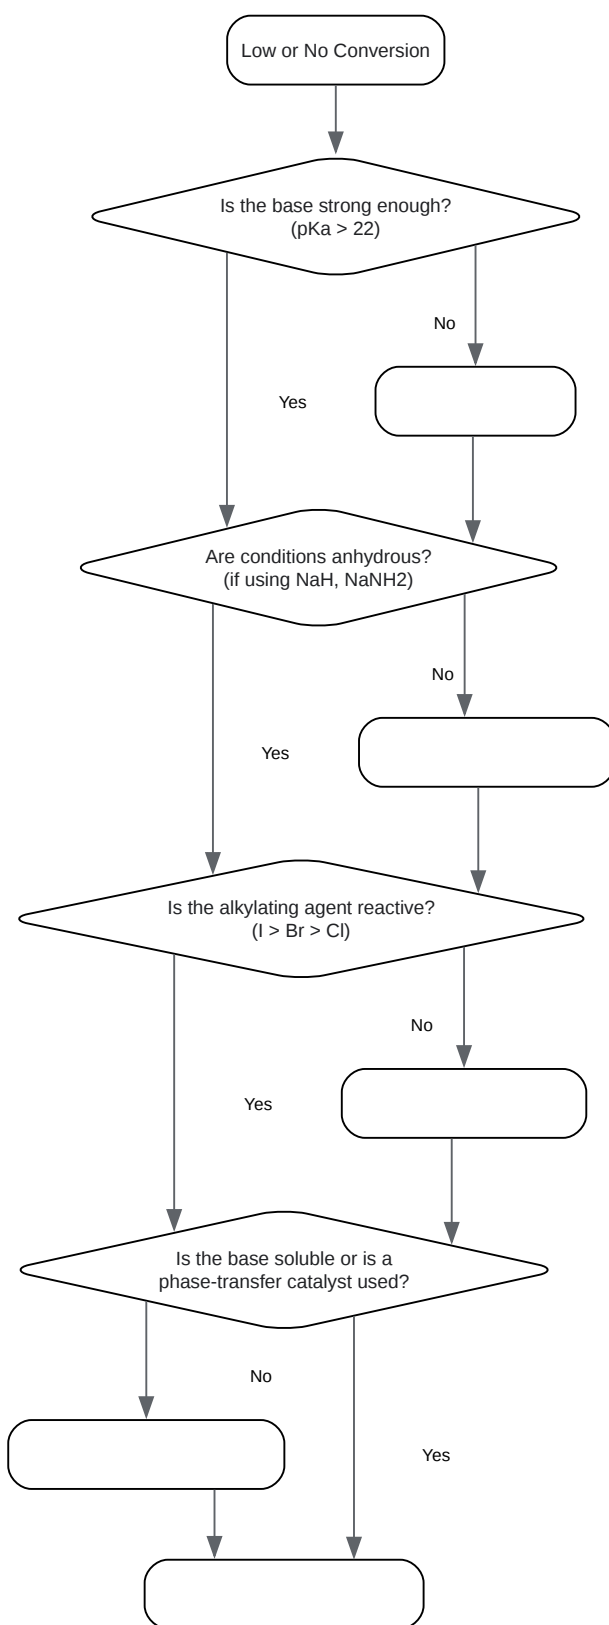 Low or No Conversion
Is the base strong enough?
(pKa > 22)
No
Yes
Are conditions anhydrous?
(if using NaH, NaNH2)
No
Yes
Is the alkylating agent reactive?
(I > Br > Cl)
No
Yes
Is the base soluble or is a
phase-transfer catalyst used?
No
Yes